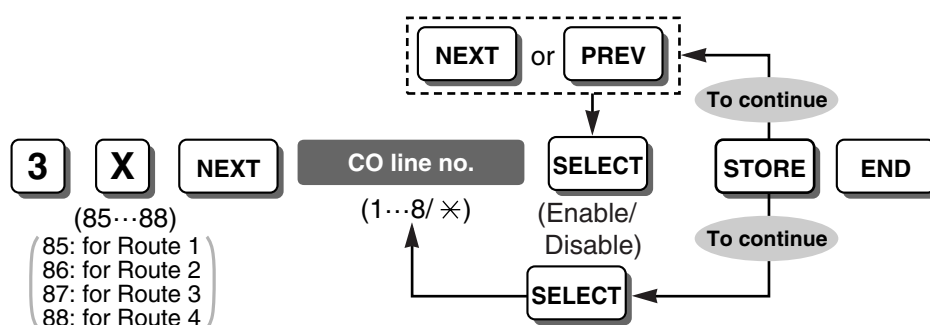 NEXT or PREV
To continue
3 X NEXT CO line no. SELECT STORE END
(85···88) (1···8/ ✳) (Enable/
Disable)
To continue
85: for Route 1
86: for Route 2
87: for Route 3
88: for Route 4
SELECT